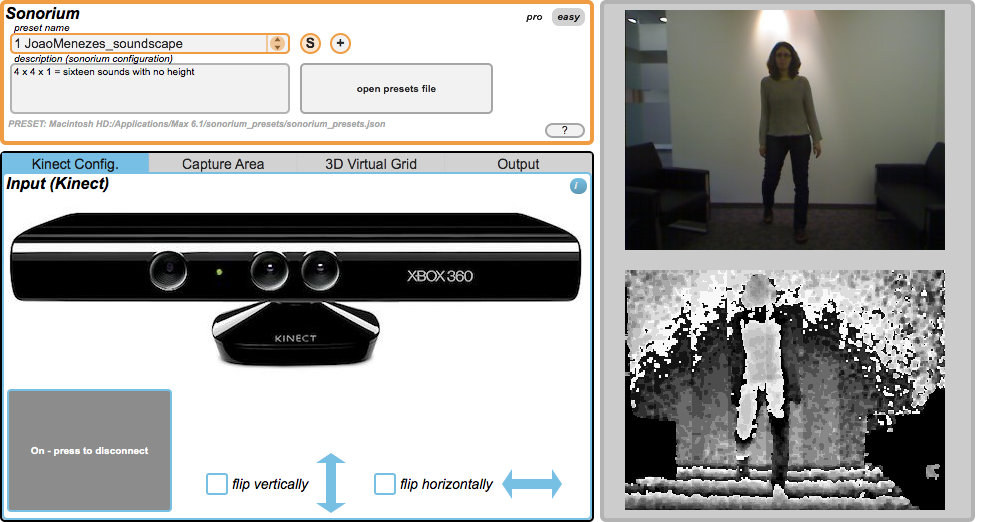 Sonorium
pro easy
preset name
1 JoaoMenezes_soundscape
S +
description (sonorium configuration)
4 x 4 x 1 = sixteen sounds with no height
open presets file
PRESET: Macintosh HD:/Applications/Max 6.1/sonorium_presets/sonorium_presets.json
?
Kinect Config. Capture Area 3D Virtual Grid Output
Input (Kinect)
i
XBOX 360
KINECT
On - press to disconnect
flip vertically flip horizontally